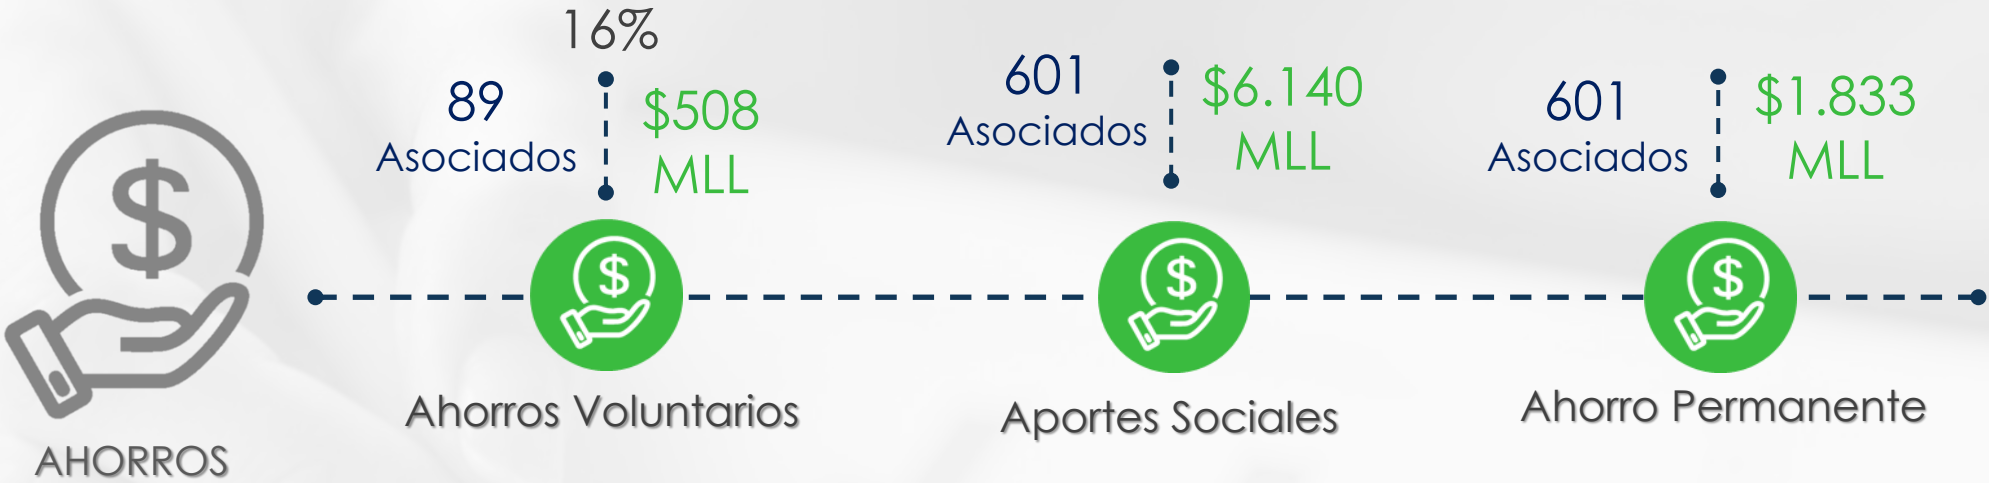 16%
89
Asociados
$508
MLL
601
Asociados
$6.140
MLL
601
Asociados
$1.833
MLL
$
$
$
$
Ahorros Voluntarios
Aportes Sociales
Ahorro Permanente
AHORROS